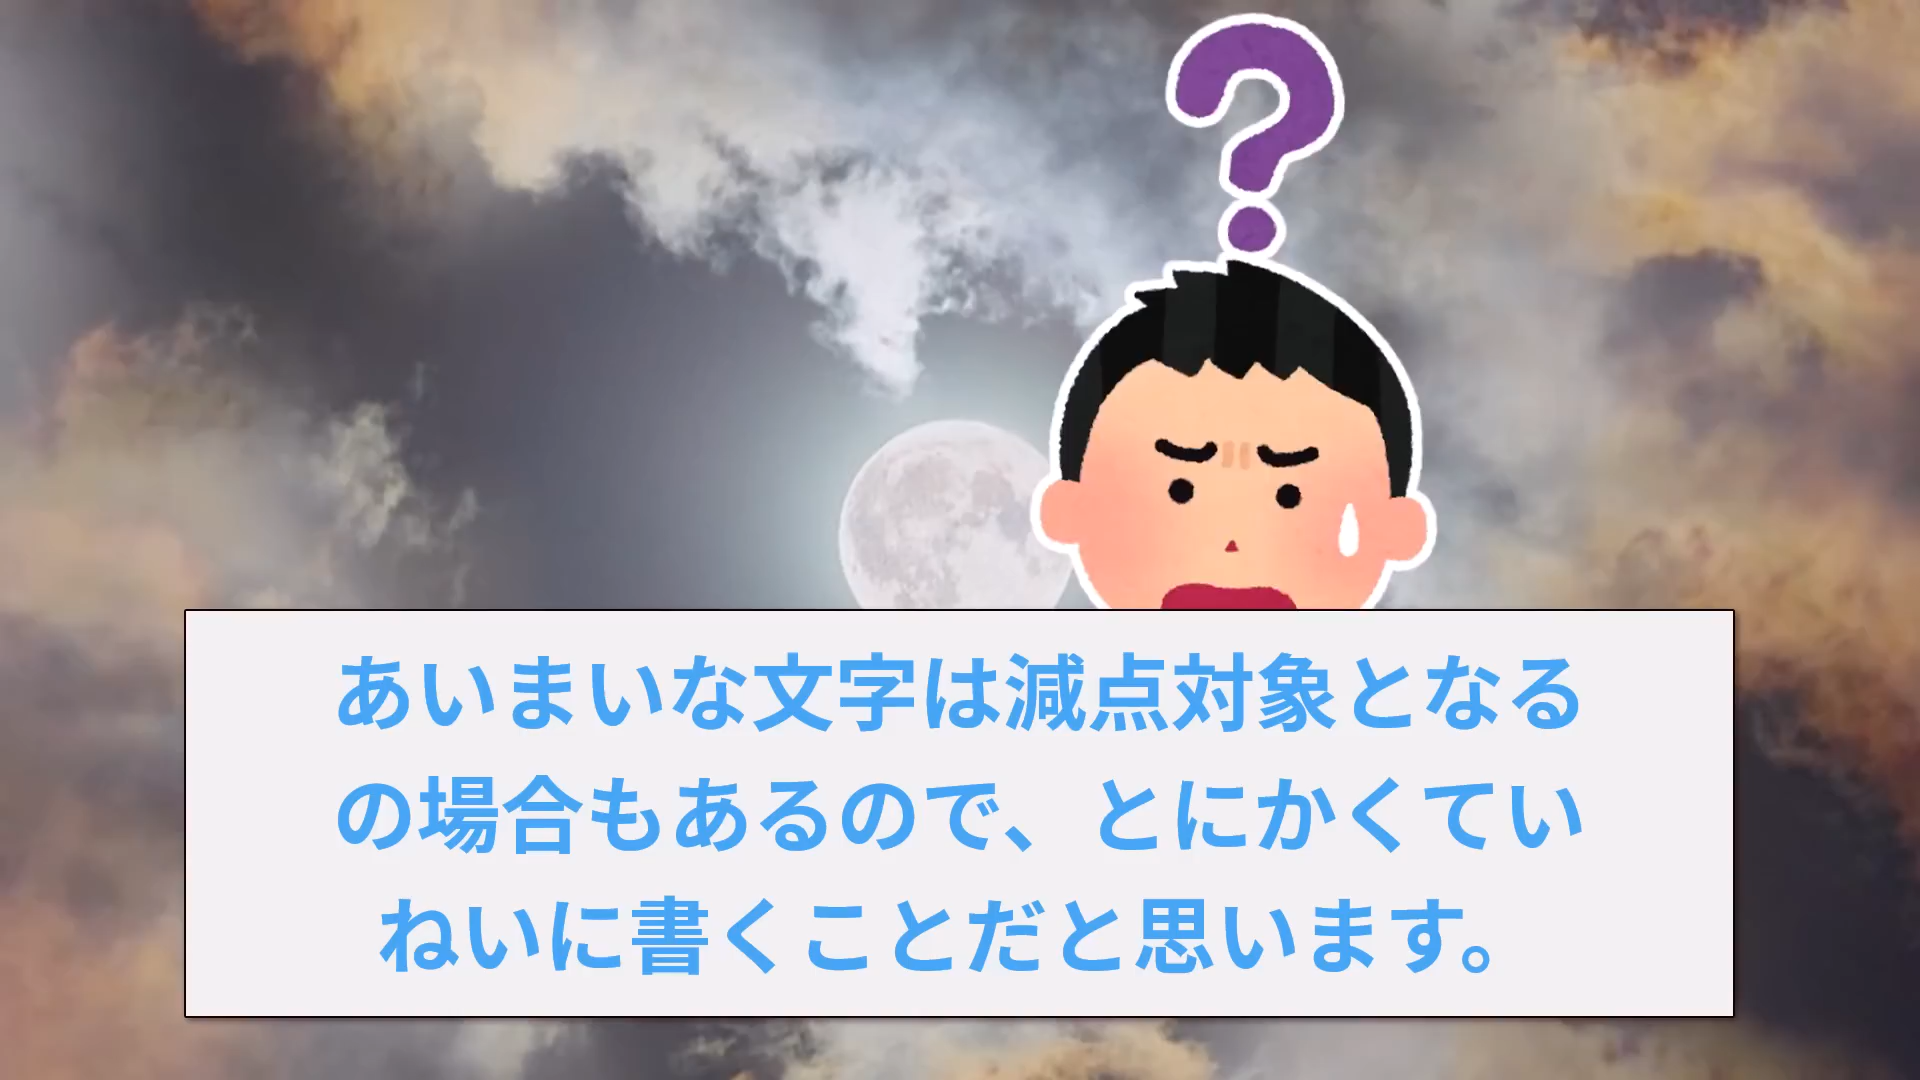 ?
あいまいな文字は減点対象となる
の場合もあるので、とにかくてい
ねいに書くことだと思います。